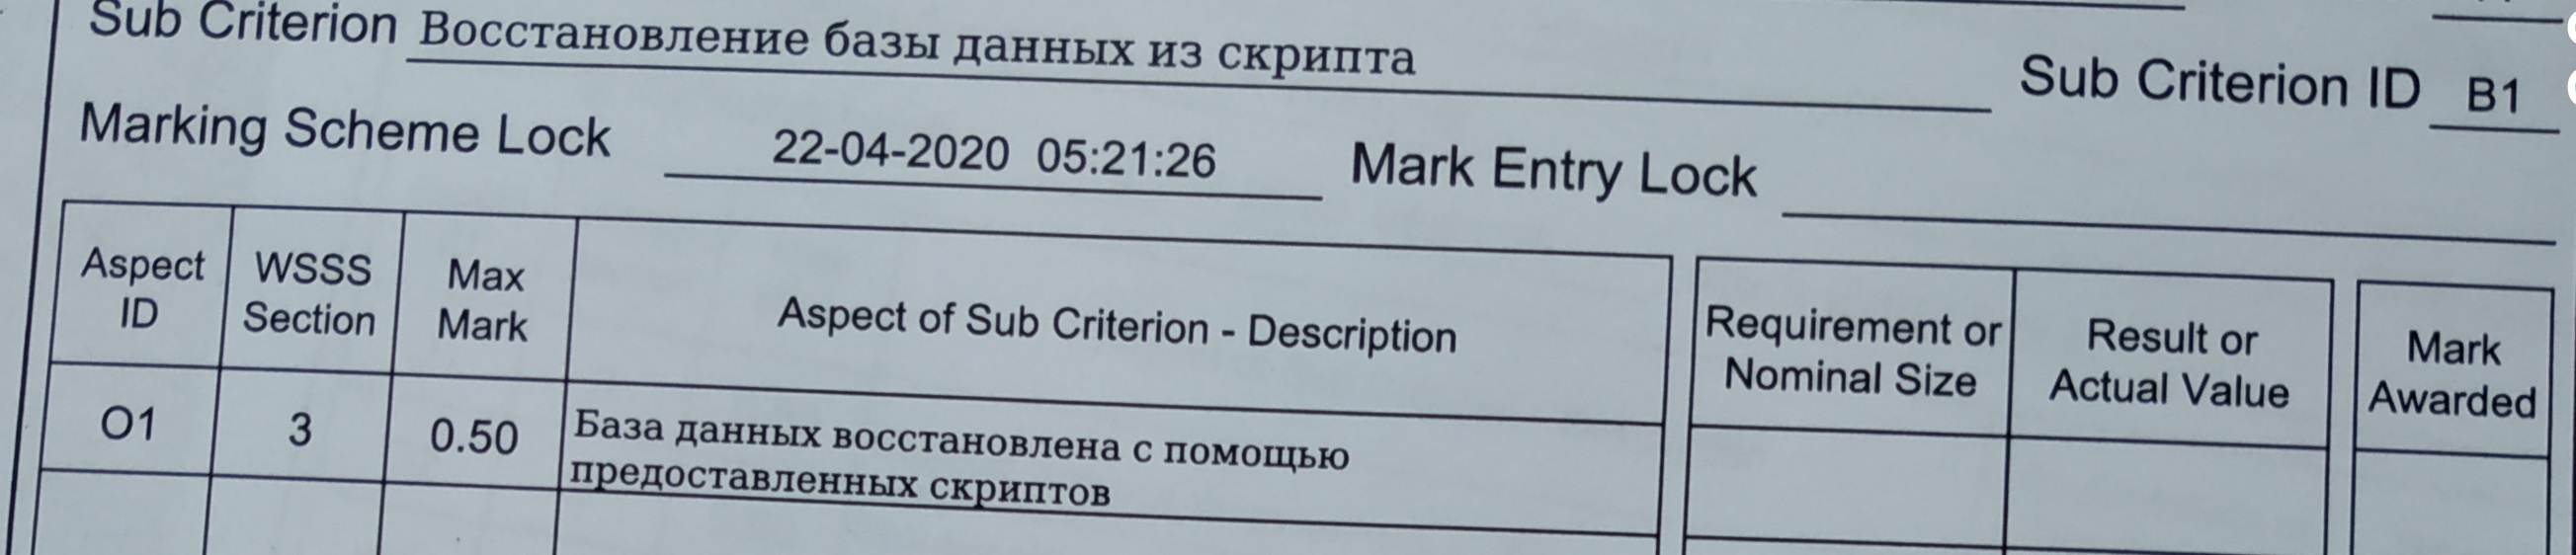 Sub Criterion Восстановление базы данных из скрипта Sub Criterion ID B1
Marking Scheme Lock 22-04-2020 05:21:26 Mark Entry Lock
Aspect ID
WSSS Section
Max Mark
Aspect of Sub Criterion - Description
Requirement or Nominal Size
Result or Actual Value
Mark Awarded
O1 3 0.50 База данных восстановлена с помощью
предоставленных скриптов